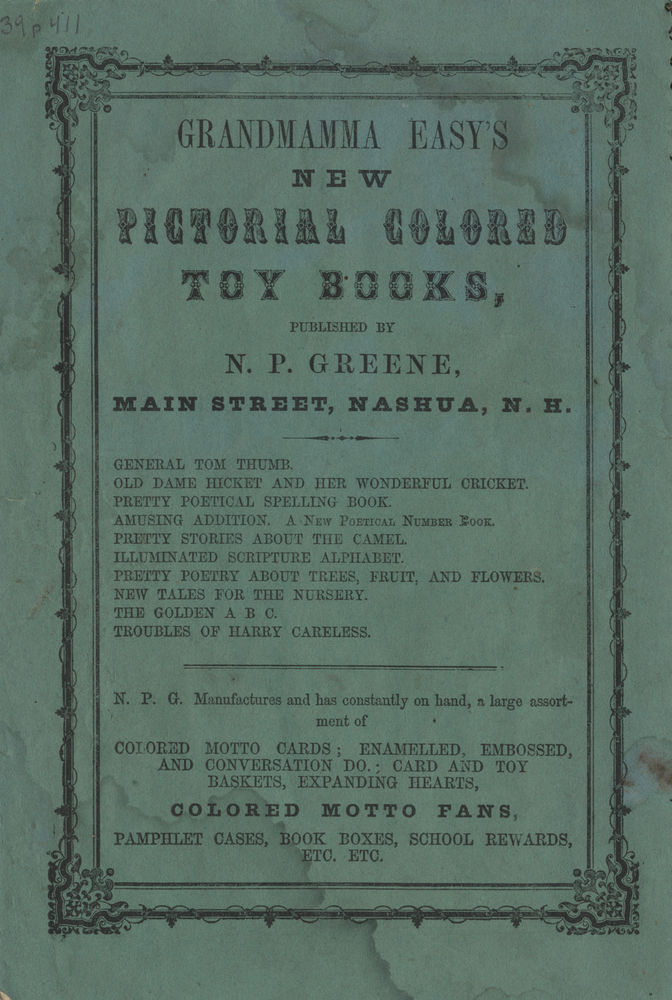 39 p 411
GRANDMAMMA EASY'S
NEW
PICTORIAL COLORED
TOY BOOKS,
PUBLISHED BY
N. P. GREENE,
MAIN STREET, NASHUA, N. H.
GENERAL TOM THUMB.
OLD DAME HICKET AND HER WONDERFUL CRICKET.
PRETTY POETICAL SPELLING BOOK.
AMUSING ADDITION. A NEW POETICAL NUMBER BOOK.
PRETTY STORIES ABOUT THE CAMEL.
ILLUMINATED SCRIPTURE ALPHABET.
PRETTY POETRY ABOUT TREES, FRUIT, AND FLOWERS.
NEW TALES FOR THE NURSERY.
THE GOLDEN A B C.
TROUBLES OF HARRY CARELESS.
N. P. G. Manufactures and has constantly on hand, a large assort-
ment of
COLORED MOTTO CARDS; ENAMELLED, EMBOSSED,
AND CONVERSATION DO.; CARD AND TOY
BASKETS, EXPANDING HEARTS,
COLORED MOTTO FANS,
PAMPHLET CASES, BOOK BOXES, SCHOOL REWARDS,
ETC. ETC.